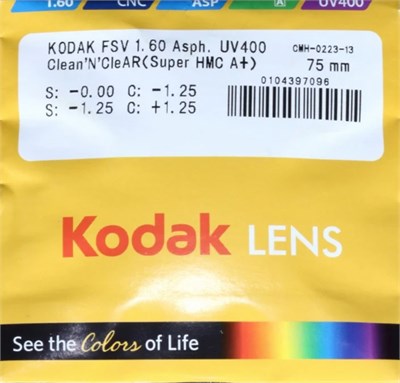 1.60 CNC ASP A UV400
KODAK FSV 1.60 Asph. UV400 CMH-0223-13
Clean'N'CleAR(Super HMC A+) 75 mm
0104397096
S: -0.00 C: -1.25
S: -1.25 C: +1.25
Kodak LENS
See the Colors of Life